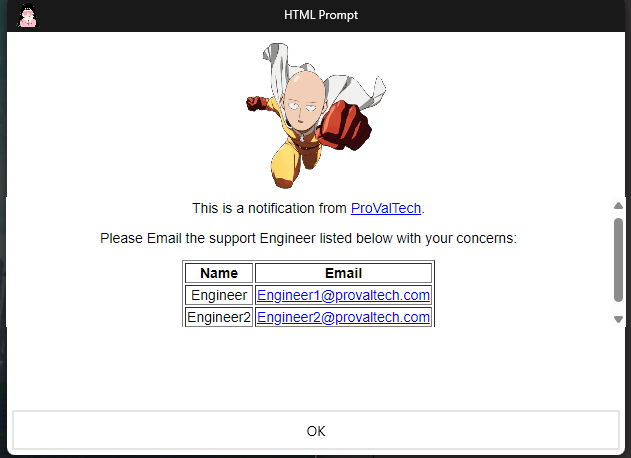 HTML Prompt
This is a notification from ProValTech.
Please Email the support Engineer listed below with your concerns:
Name Email
Engineer Engineer1@provaltech.com
Engineer2 Engineer2@provaltech.com
OK